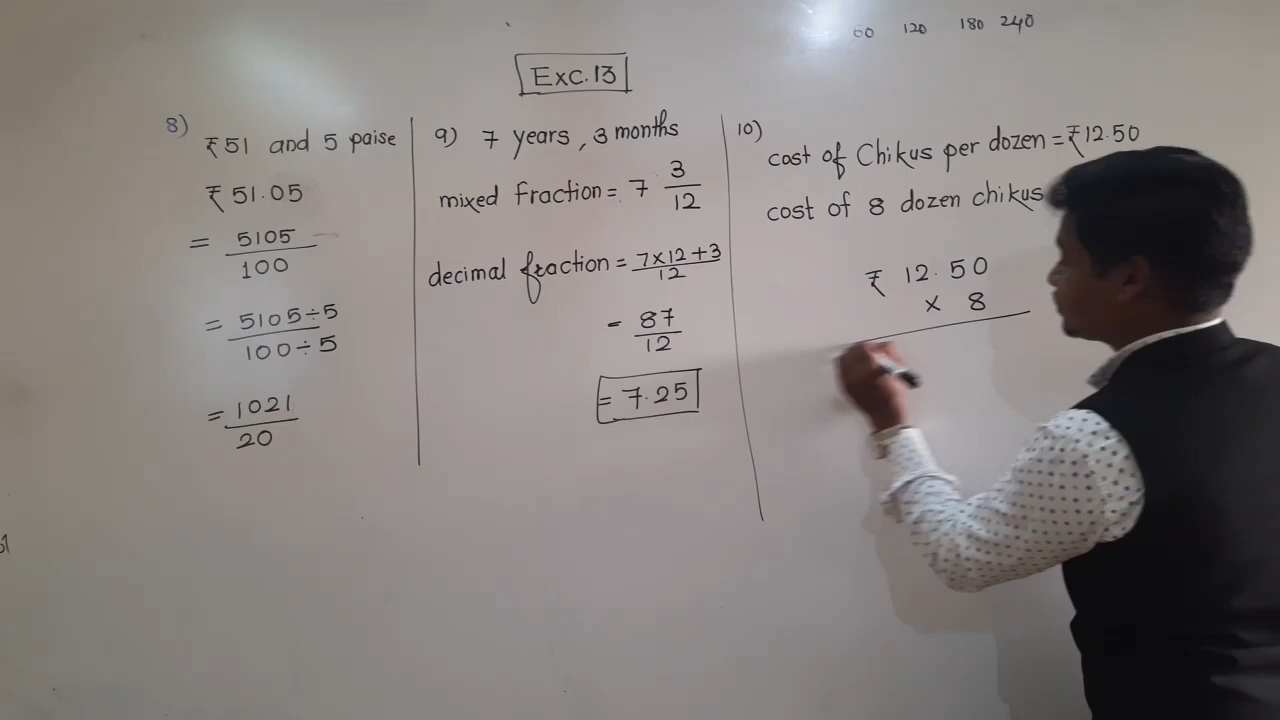 60 120 180 240
Exc.13
8)
₹51 and 5 paise
₹51.05
= 5105/100
= 5105÷5/100÷5
= 1021/20
9) 7 years, 3 months
mixed fraction = 7 3/12
decimal fraction = 7×12+3/12
= 87/12
= 7.25
10)
cost of Chikus per dozen = ₹12.50
cost of 8 dozen chikus
₹ 12.50
× 8